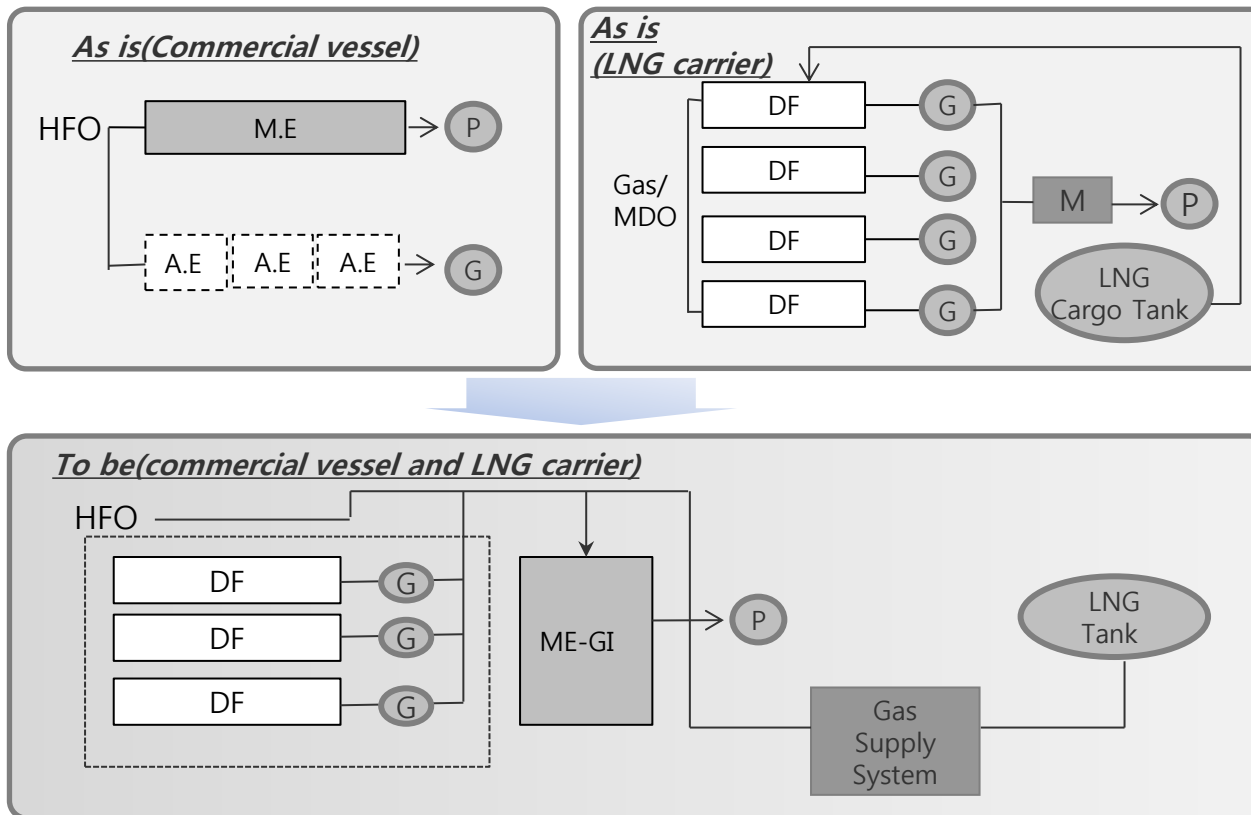 As is(Commercial vessel)
HFO
M.E
P
A.E
A.E
A.E
G
As is
(LNG carrier)
DF
G
DF
G
Gas/
MDO
DF
G
DF
G
M
P
LNG
Cargo Tank
To be(commercial vessel and LNG carrier)
HFO
DF
G
DF
G
DF
G
ME-GI
P
LNG
Tank
Gas
Supply
System